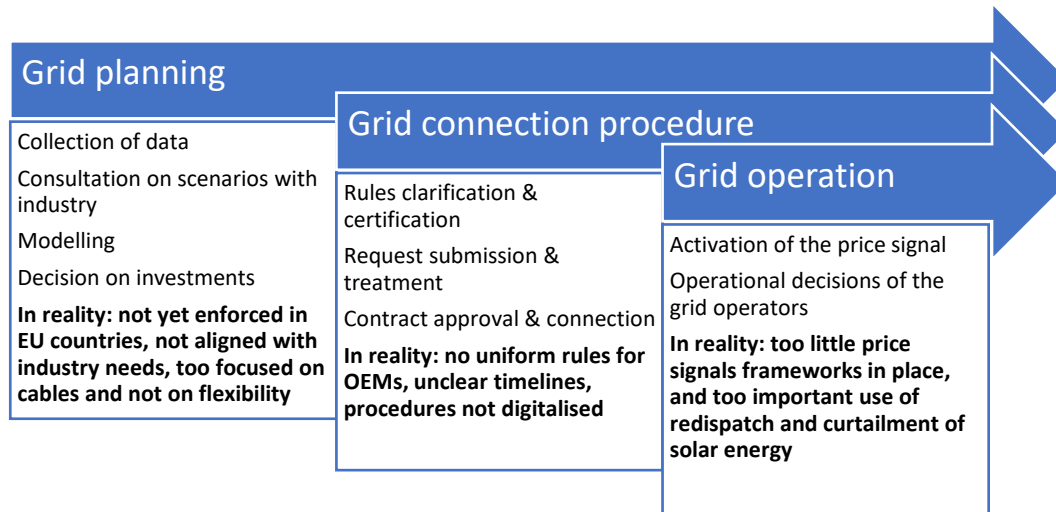 Grid planning
Collection of data
Consultation on scenarios with
industry
Modelling
Decision on investments
In reality: not yet enforced in
EU countries, not aligned with
industry needs, too focused on
cables and not on flexibility
Grid connection procedure
Rules clarification &
certification
Request submission &
treatment
Contract approval & connection
In reality: no uniform rules for
OEMs, unclear timelines,
procedures not digitalised
Grid operation
Activation of the price signal
Operational decisions of the
grid operators
In reality: too little price
signals frameworks in place,
and too important use of
redispatch and curtailment of
solar energy